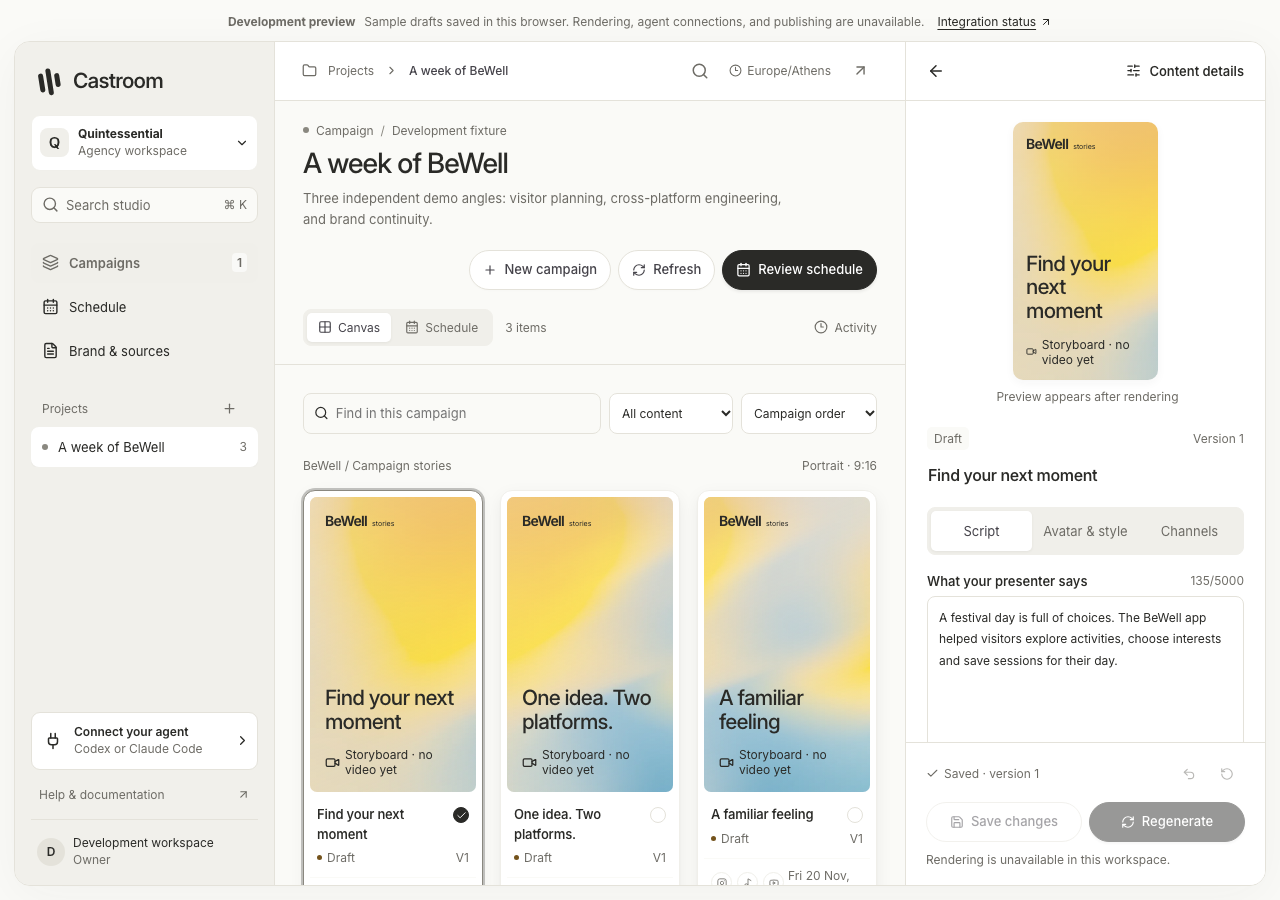 Development preview Sample drafts saved in this browser. Rendering, agent connections, and publishing are unavailable. Integration status
Castroom
Q
Quintessential
Agency workspace
Search studio ⌘ K
Campaigns 1
Schedule
Brand & sources
Projects
A week of BeWell 3
Connect your agent
Codex or Claude Code
Help & documentation
D
Development workspace
Owner
Projects A week of BeWell
Europe/Athens
Campaign / Development fixture
A week of BeWell
Three independent demo angles: visitor planning, cross-platform engineering,
and brand continuity.
New campaign
Refresh
Review schedule
Canvas
Schedule
3 items
Activity
Find in this campaign
All content
Campaign order
BeWell / Campaign stories
Portrait · 9:16
BeWell stories
Find your next
moment
Storyboard · no
video yet
Find your next
moment
Draft V1
BeWell stories
One idea. Two
platforms.
Storyboard · no
video yet
One idea. Two
platforms.
Draft V1
BeWell stories
A familiar
feeling
Storyboard · no
video yet
A familiar feeling
Draft V1
Fri 20 Nov,
Content details
BeWell stories
Find your
next
moment
Storyboard · no
video yet
Preview appears after rendering
Draft Version 1
Find your next moment
Script
Avatar & style
Channels
What your presenter says 135/5000
A festival day is full of choices. The BeWell app
helped visitors explore activities, choose interests
and save sessions for their day.
Saved · version 1
Save changes
Regenerate
Rendering is unavailable in this workspace.